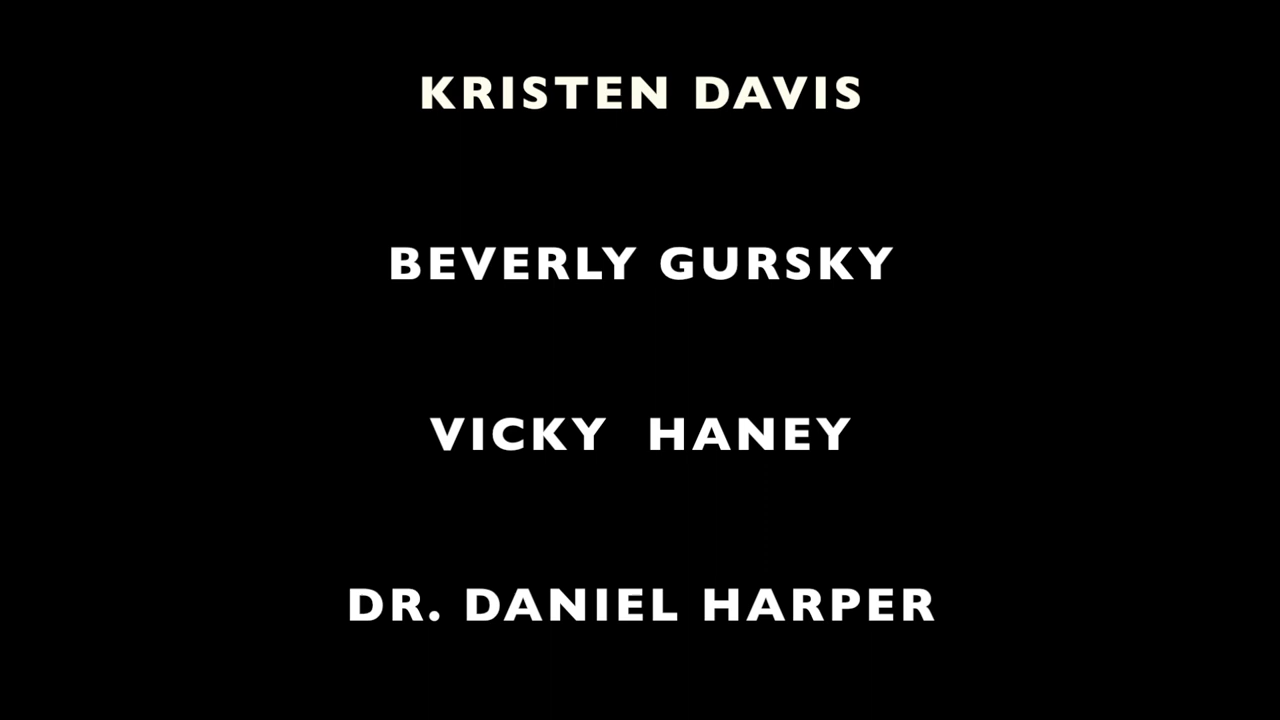 KRISTEN DAVIS
BEVERLY GURSKY
VICKY  HANEY
DR. DANIEL HARPER